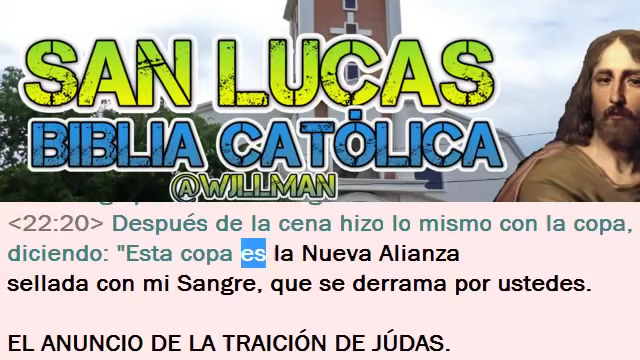 SAN LUCAS
BIBLIA CATÓLICA
@WJLLMAN
<22:20> Después de la cena hizo lo mismo con la copa,
diciendo: "Esta copa es la Nueva Alianza
sellada con mi Sangre, que se derrama por ustedes.
EL ANUNCIO DE LA TRAICIÓN DE JÚDAS.